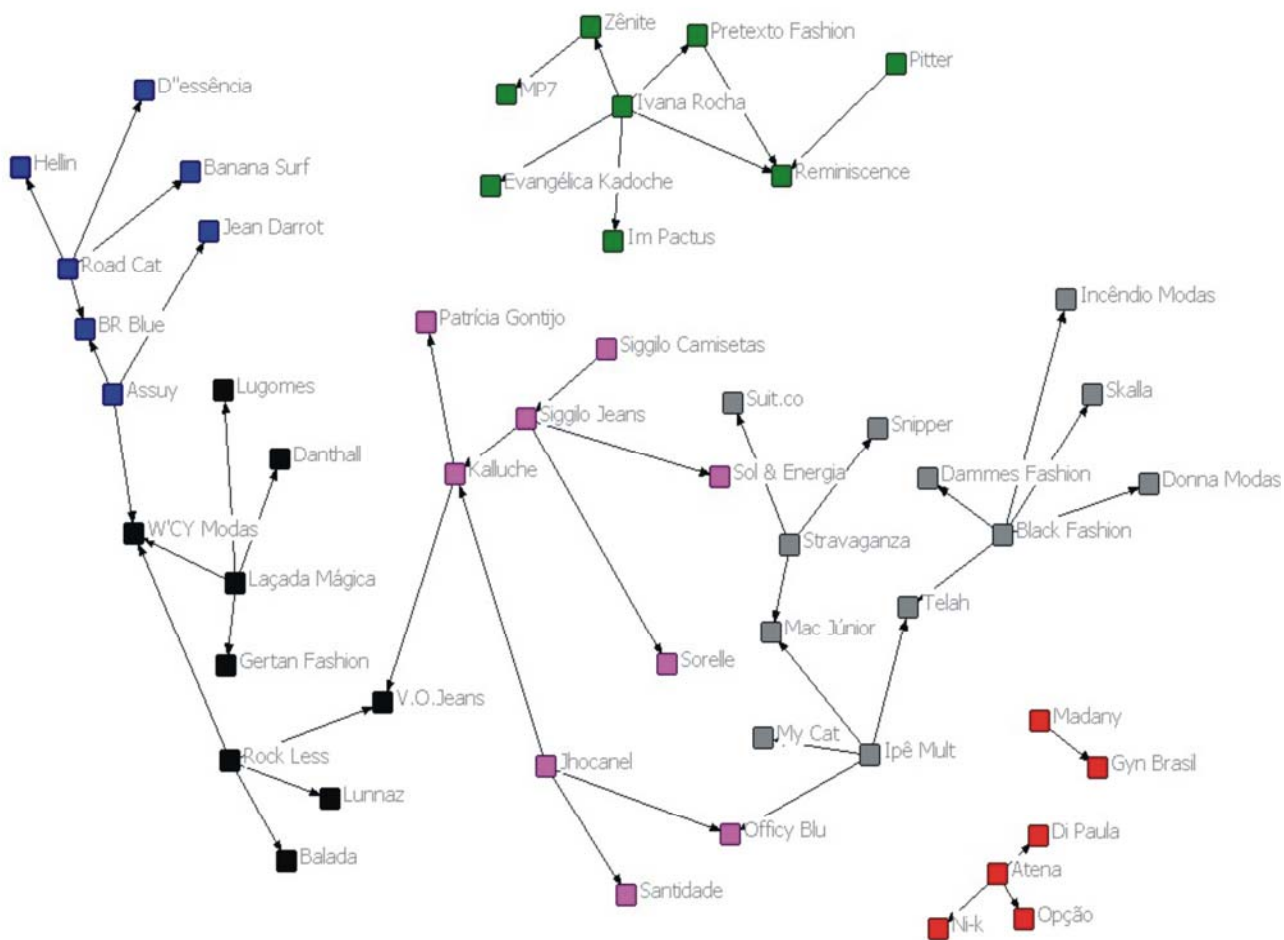 Zênite
Pretexto Fashion
Pitter
D"essência
MP7
Ivana Rocha
Hellin
Banana Surf
Evangélica Kadoche
Reminiscence
Jean Darrot
Im Pactus
Road Cat
Incêndio Modas
BR Blue
Patrícia Gontijo
Siggilo Camisetas
Assuy
Lugomes
Suit.co
Skalla
Siggilo Jeans
Snipper
Danthall
Kalluche
Sol & Energia
Dammes Fashion
Donna Modas
W'CY Modas
Stravaganza
Black Fashion
Laçada Mágica
Telah
Mac Júnior
Gertan Fashion
Sorelle
V.O.Jeans
Madany
My Cat
Ipê Mult
Rock Less
Jhocanel
Gyn Brasil
Lunnaz
Officy Blu
Di Paula
Balada
Atena
Santidade
Opção
Ni-k